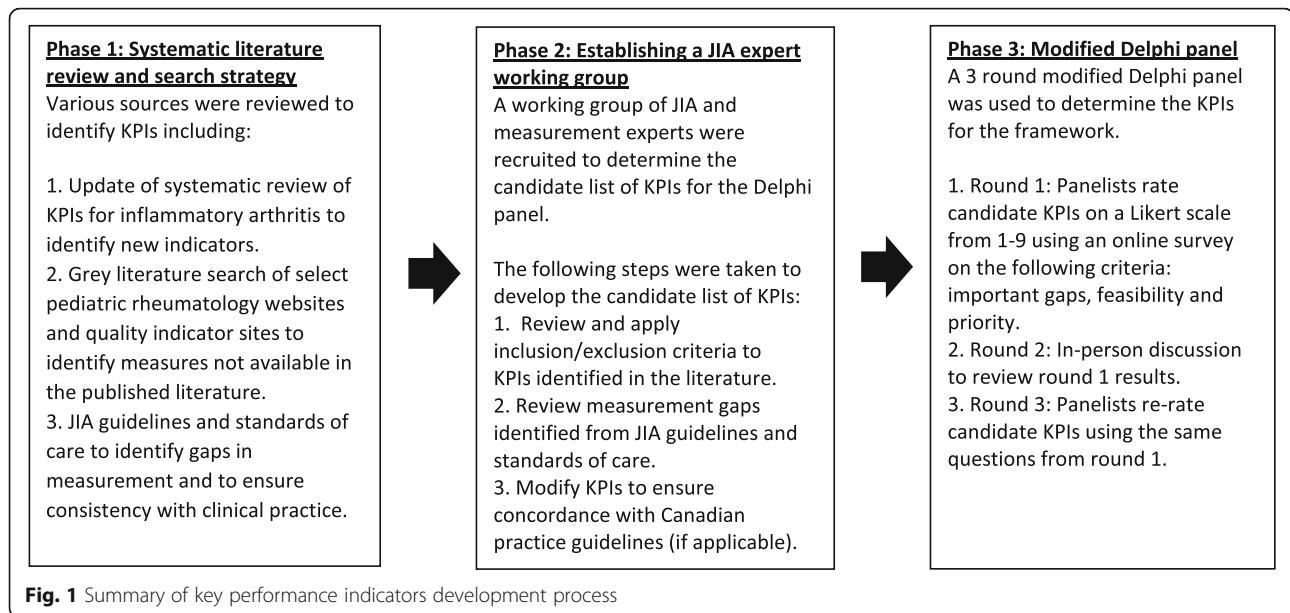 Phase 1: Systematic literature
review and search strategy
Various sources were reviewed to
identify KPIs including:
1. Update of systematic review of
KPIs for inflammatory arthritis to
identify new indicators.
2. Grey literature search of select
pediatric rheumatology websites
and quality indicator sites to
identify measures not available in
the published literature.
3. JIA guidelines and standards of
care to identify gaps in
measurement and to ensure
consistency with clinical practice.
Phase 2: Establishing a JIA expert
working group
A working group of JIA and
measurement experts were
recruited to determine the
candidate list of KPIs for the Delphi
panel.
The following steps were taken to
develop the candidate list of KPIs:
1. Review and apply
inclusion/exclusion criteria to
KPIs identified in the literature.
2. Review measurement gaps
identified from JIA guidelines and
standards of care.
3. Modify KPIs to ensure
concordance with Canadian
practice guidelines (if applicable).
Phase 3: Modified Delphi panel
A 3 round modified Delphi panel
was used to determine the KPIs
for the framework.
1. Round 1: Panelists rate
candidate KPIs on a Likert scale
from 1-9 using an online survey
on the following criteria:
important gaps, feasibility and
priority.
2. Round 2: In-person discussion
to review round 1 results.
3. Round 3: Panelists re-rate
candidate KPIs using the same
questions from round 1.
Fig. 1 Summary of key performance indicators development process